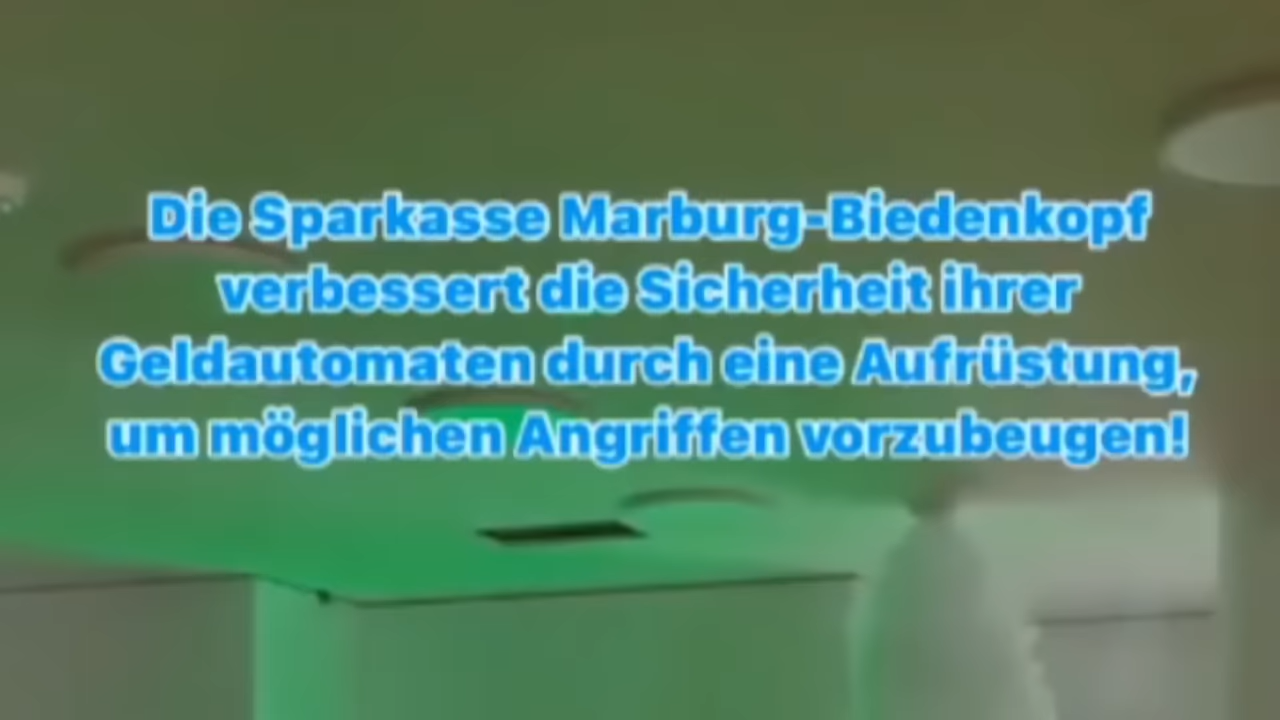 Die Sparkasse Marburg-Biedenkopf
verbessert die Sicherheit ihrer
Geldautomaten durch eine Aufrüstung,
um möglichen Angriffen vorzubeugen!